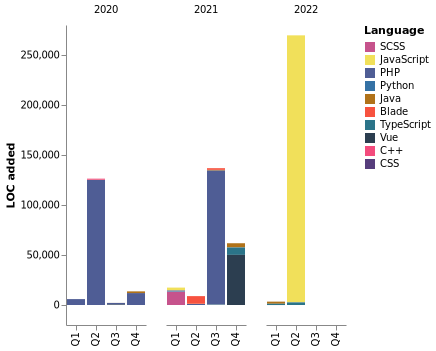 2020 2021 2022
Language
SCSS
JavaScript
PHP
Python
Java
Blade
TypeScript
Vue
C++
CSS
LOC added
250,000
200,000
150,000
100,000
50,000
0
Q1 Q2 Q3 Q4 Q1 Q2 Q3 Q4 Q1 Q2 Q3 Q4